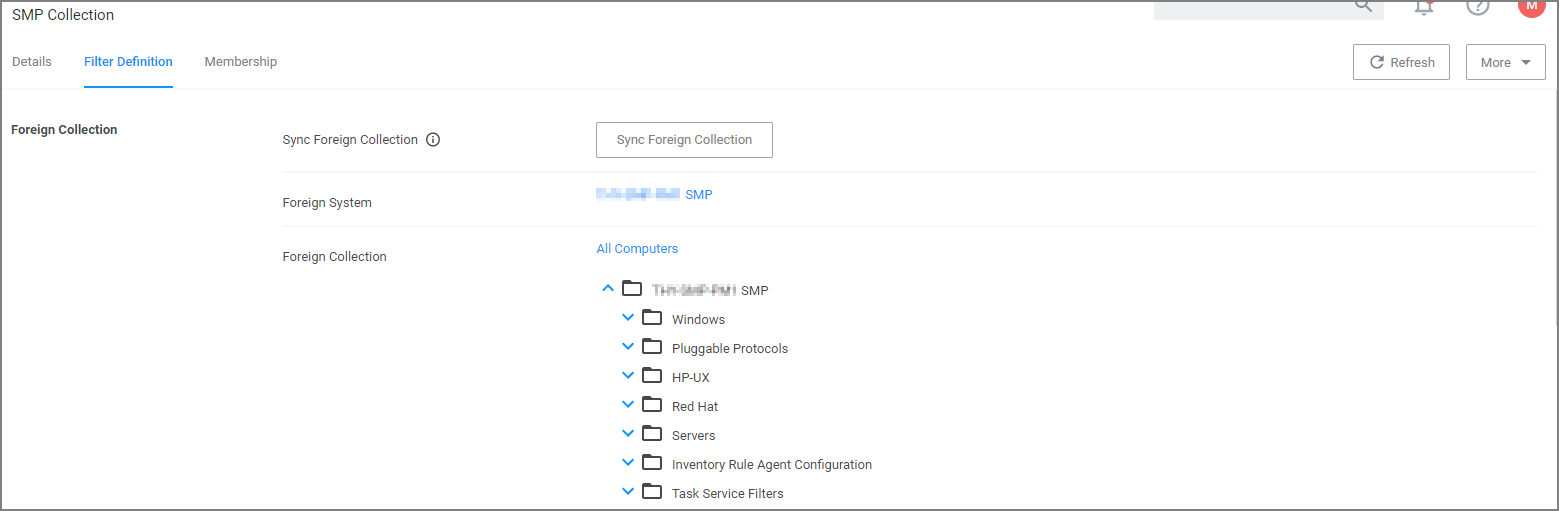 SMP Collection
M
Details Filter Definition Membership Refresh More
Foreign Collection
Sync Foreign Collection Sync Foreign Collection
Foreign System SMP
Foreign Collection All Computers
SMP
Windows
Pluggable Protocols
HP-UX
Red Hat
Servers
Inventory Rule Agent Configuration
Task Service Filters